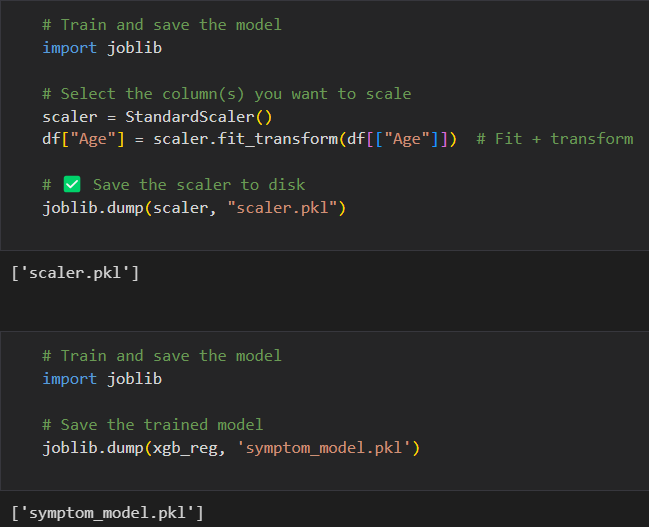 # Train and save the model
import joblib
# Select the column(s) you want to scale
scaler = StandardScaler()
df["Age"] = scaler.fit_transform(df[["Age"]])  # Fit + transform
# ✅ Save the scaler to disk
joblib.dump(scaler, "scaler.pkl")
['scaler.pkl']
# Train and save the model
import joblib
# Save the trained model
joblib.dump(xgb_reg, 'symptom_model.pkl')
['symptom_model.pkl']